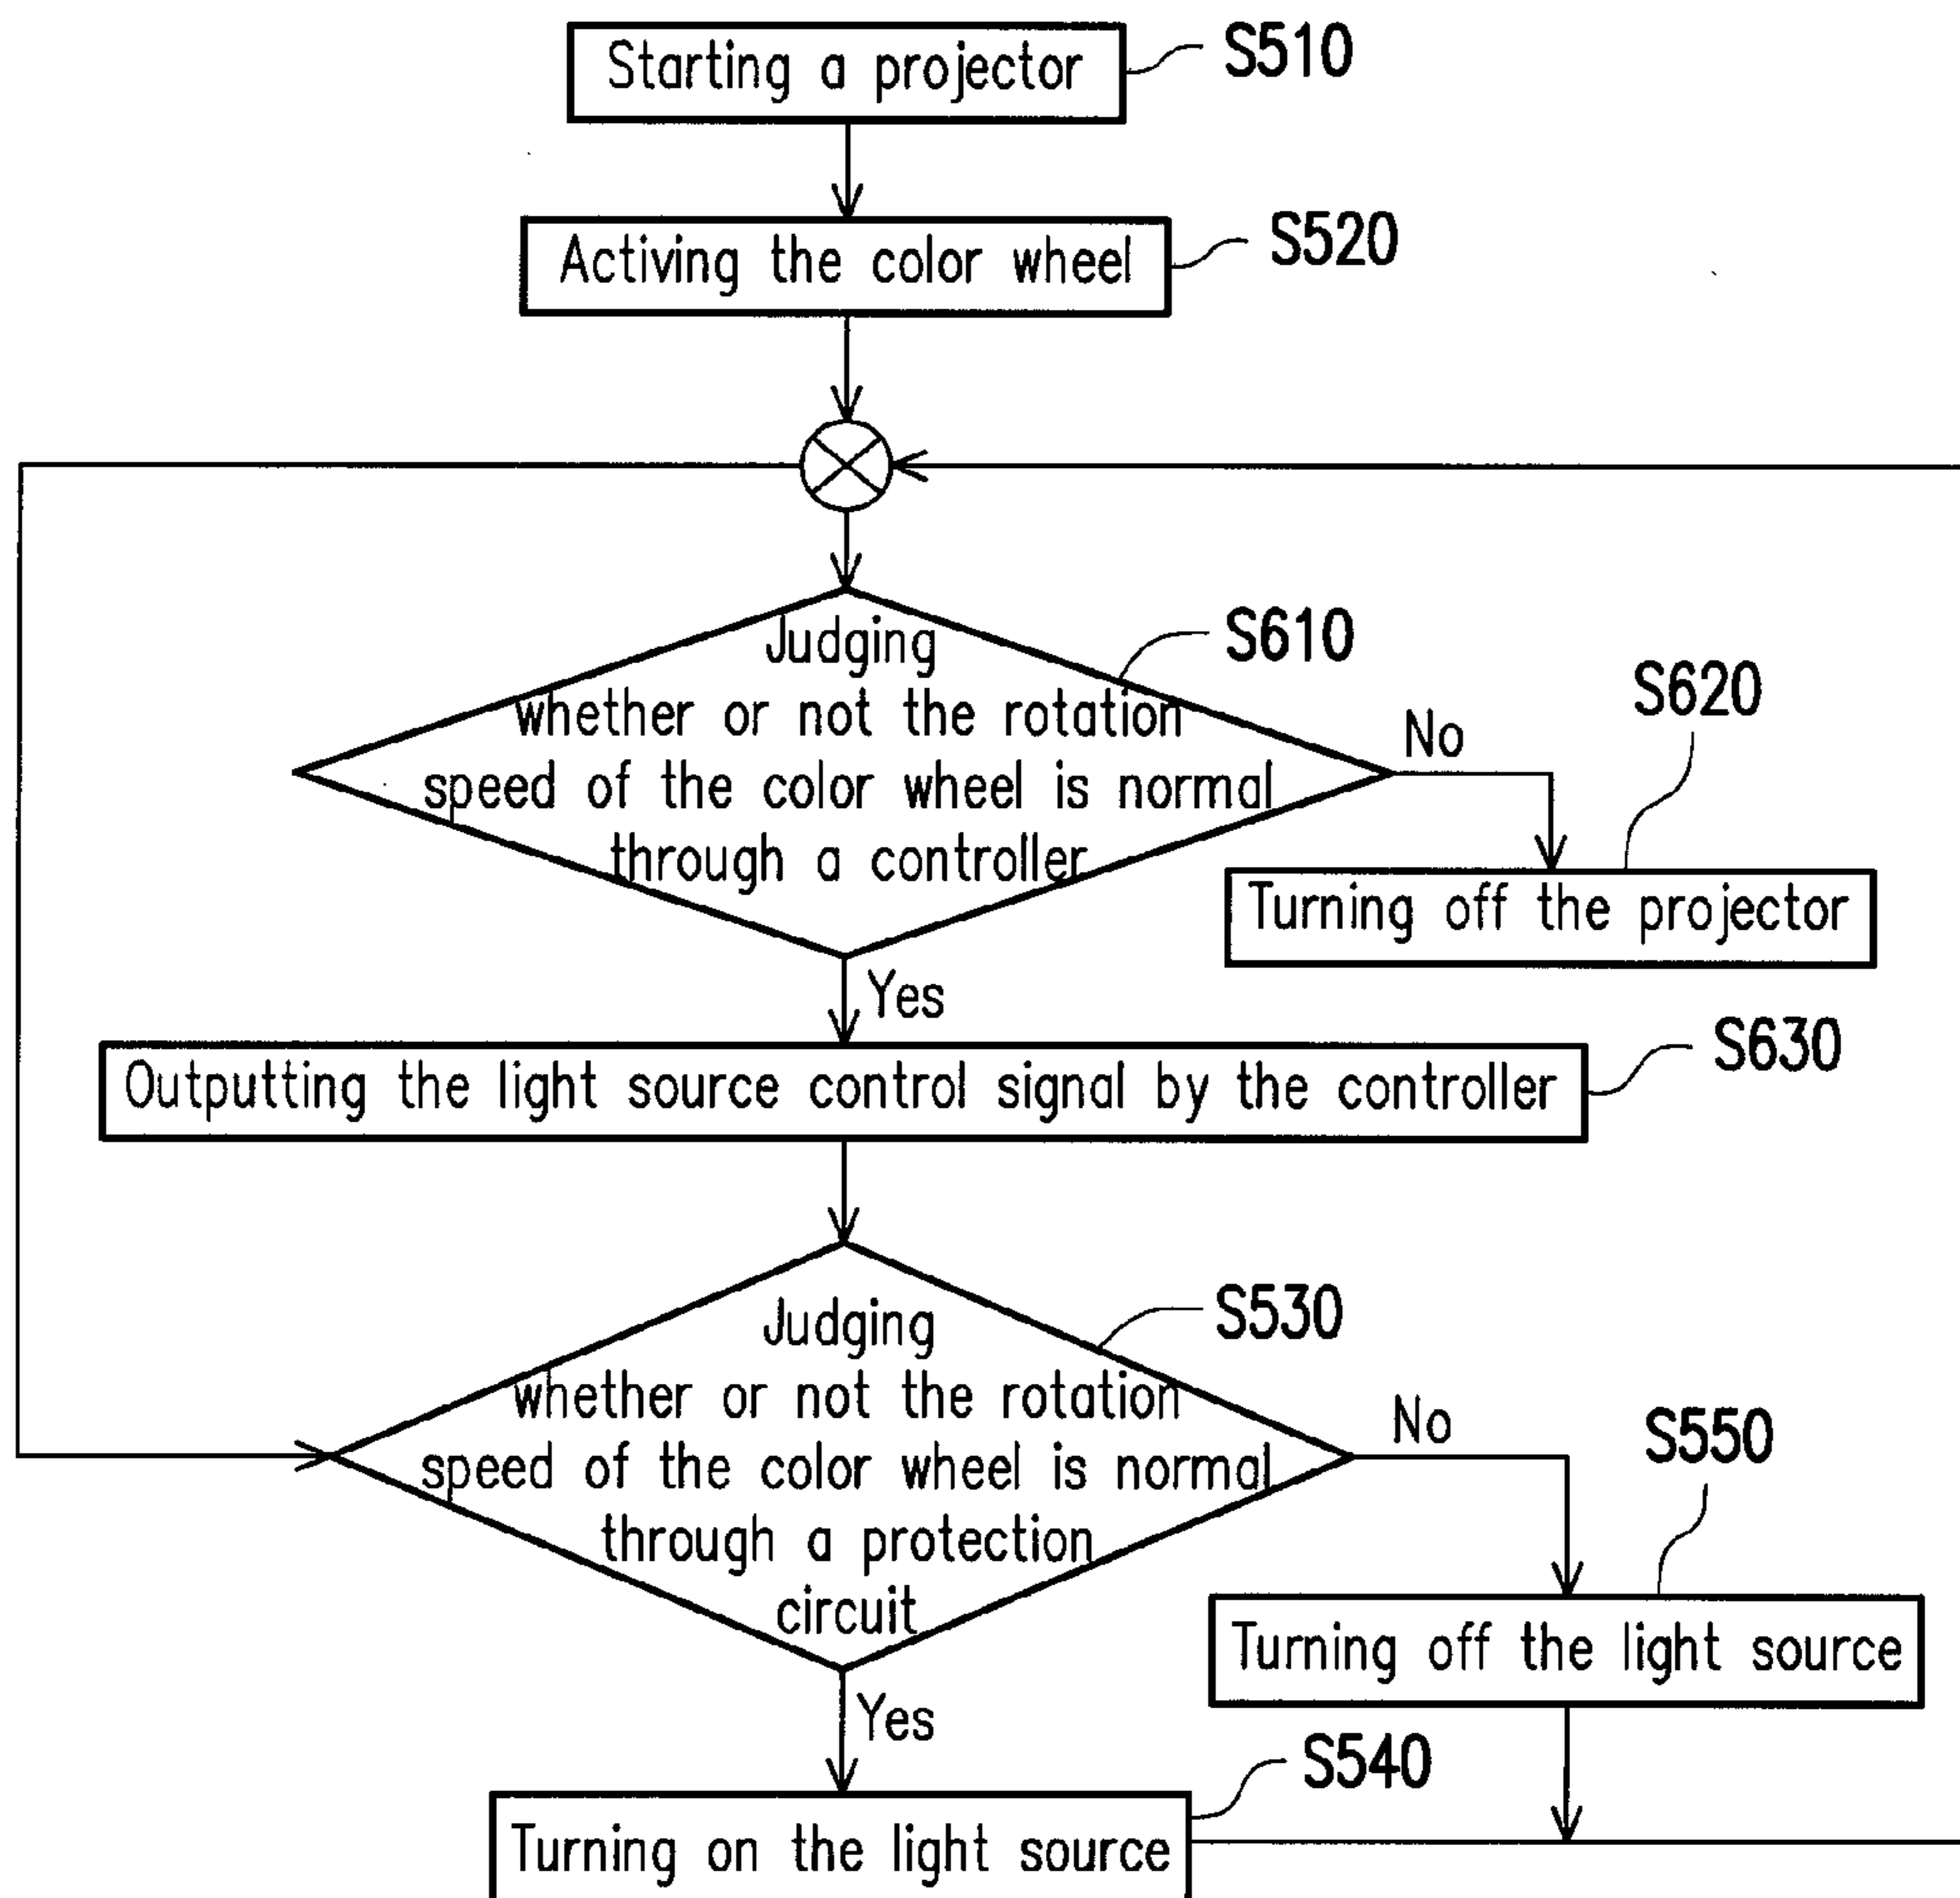 Starting a projector
S510
Activing the color wheel
S520
Judging
whether or not the rotation
speed of the color wheel is normal
through a controller
S610
No
S620
Turning off the projector
Yes
Outputting the light source control signal by the controller
S630
Judging
whether or not the rotation
speed of the color wheel is normal
through a protection
circuit
S530
No
S550
Turning off the light source
Yes
Turning on the light source
S540